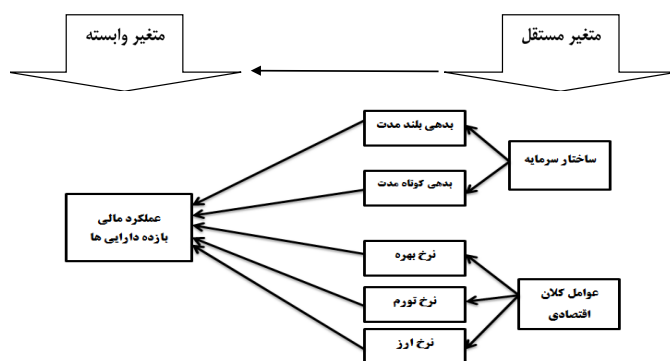 متغیر مستقل
متغیر وابسته
بدهی بلند مدت
ساختار سرمایه
بدهی کوتاه مدت
عملکرد مالی
بازده دارایی ها
نرخ بهره
عوامل کلان
اقتصادی
نرخ تورم
نرخ ارز